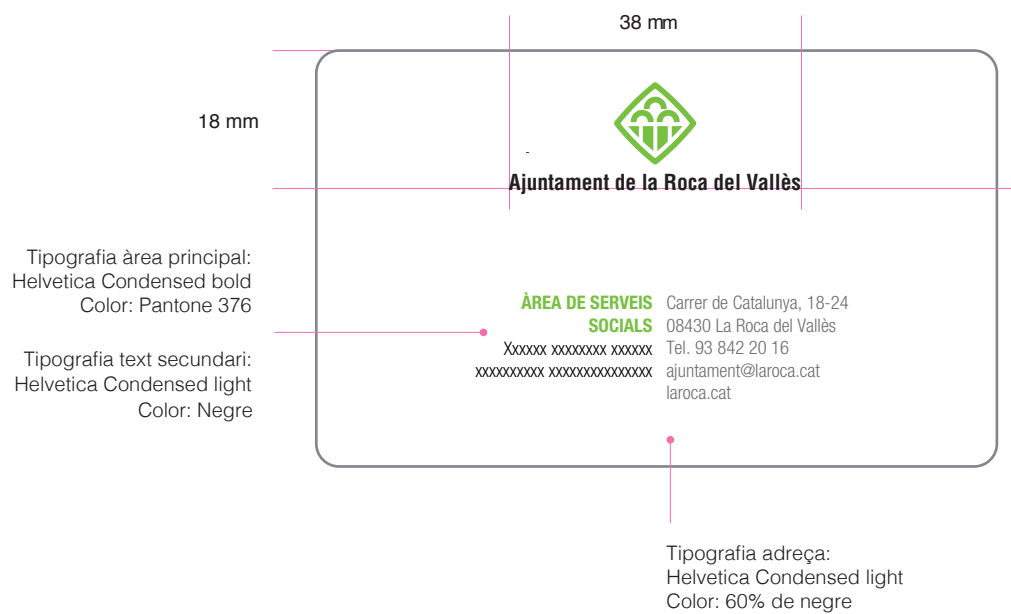 38 mm
18 mm
Ajuntament de la Roca del Vallès
Tipografia àrea principal:
Helvetica Condensed bold
Color: Pantone 376
Tipografia text secundari:
Helvetica Condensed light
Color: Negre
ÀREA DE SERVEIS
SOCIALS
Xxxxxx xxxxxxxx xxxxxx
xxxxxxxxxx xxxxxxxxxxxxxxx
Carrer de Catalunya, 18-24
08430 La Roca del Vallès
Tel. 93 842 20 16
ajuntament@laroca.cat
laroca.cat
Tipografia adreça:
Helvetica Condensed light
Color: 60% de negre